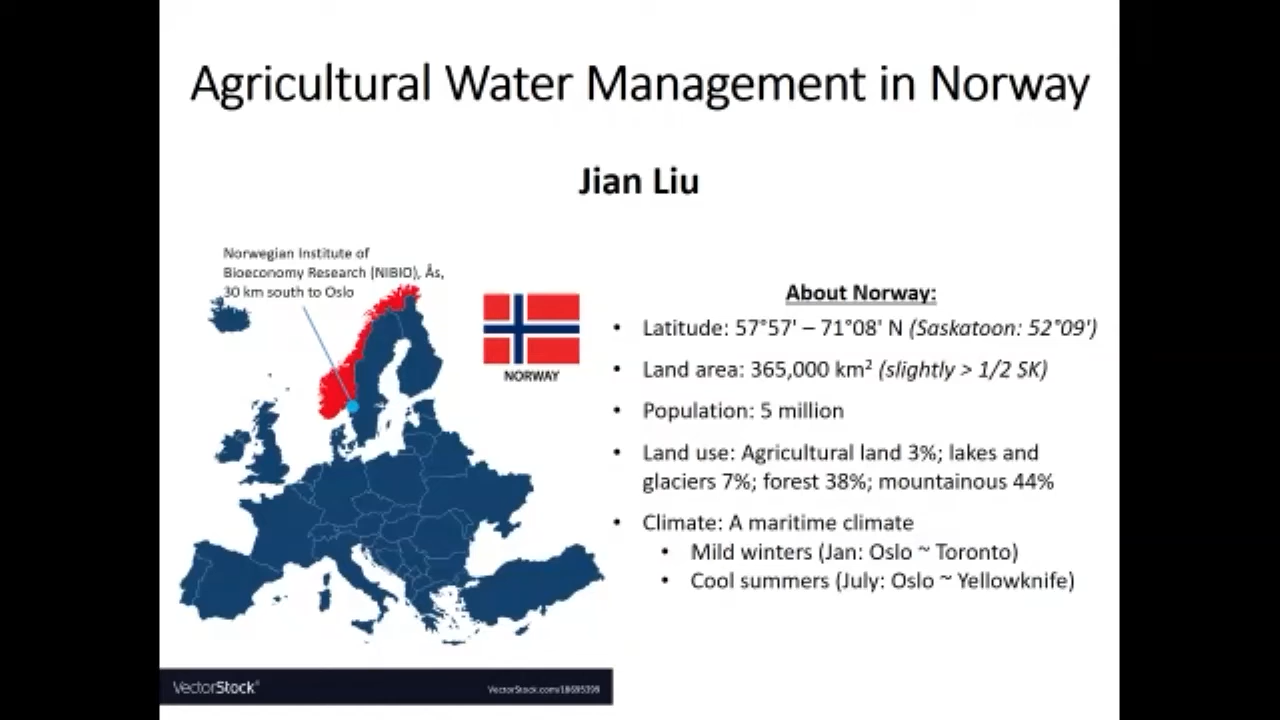 Agricultural Water Management in Norway
Jian Liu
Norwegian Institute of
Bioeconomy Research (NIBIO), Ås,
30 km south to Oslo
NORWAY
About Norway:
• Latitude: 57°57' – 71°08' N (Saskatoon: 52°09')
• Land area: 365,000 km² (slightly > 1/2 SK)
• Population: 5 million
• Land use: Agricultural land 3%; lakes and
glaciers 7%; forest 38%; mountainous 44%
• Climate: A maritime climate
• Mild winters (Jan: Oslo ~ Toronto)
• Cool summers (July: Oslo ~ Yellowknife)
VectorStock®
VectorStock.com/18695399